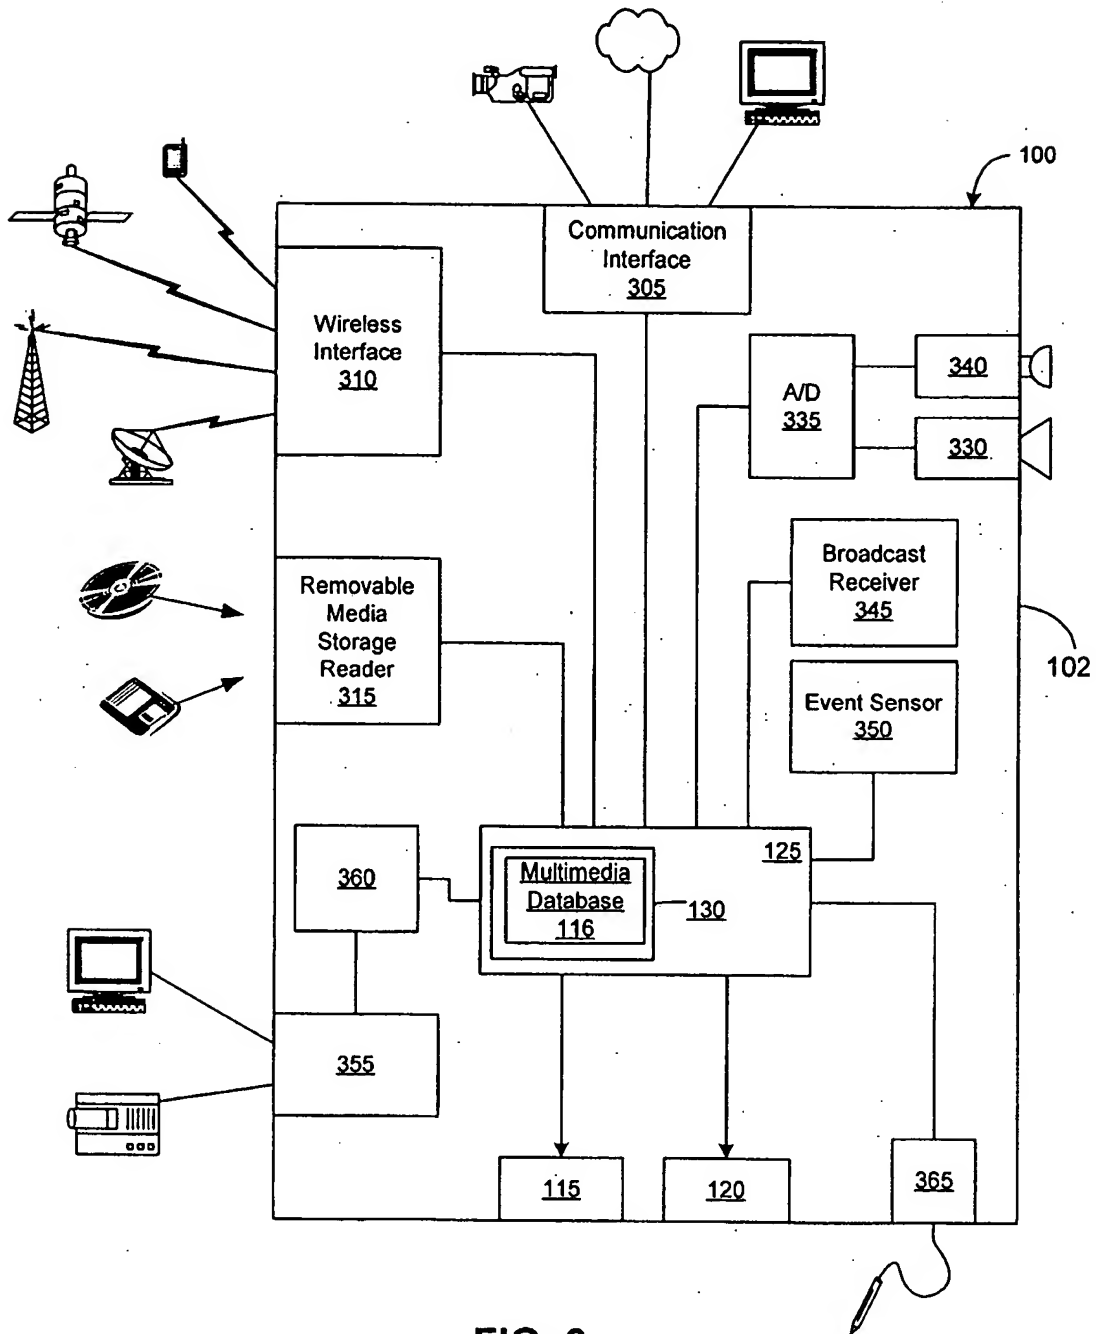 100
Communication
Interface
305
Wireless
Interface
310
A/D
335
340
330
Broadcast
Receiver
345
102
Removable
Media
Storage
Reader
315
Event Sensor
350
125
360
Multimedia
Database
116
130
355
115
120
365